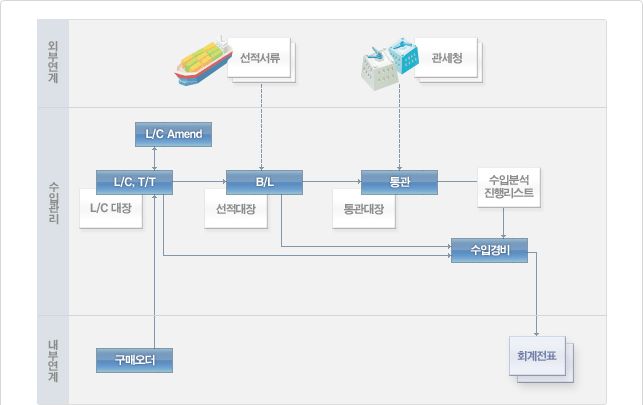 외부연계
선적서류
관세청
수입관리
L/C Amend
L/C, T/T
B/L
통관
수입분석
진행리스트
L/C 대장
선적대장
통관대장
수입경비
내부연계
구매오더
회계전표